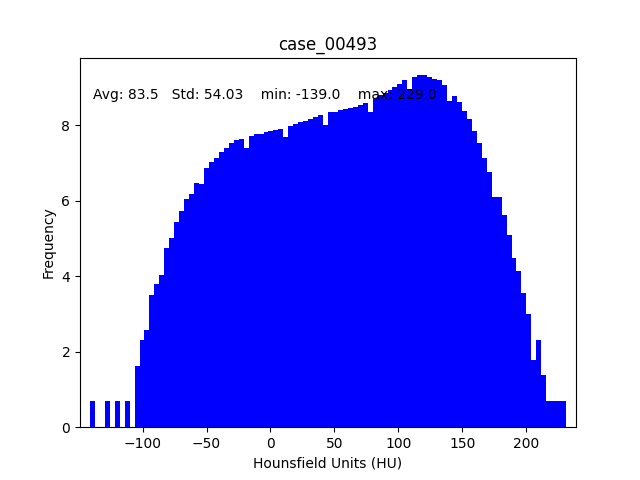 case_00493
Avg: 83.5 Std: 54.03 min: -139.0 max: 229.0
8
6
4
2
0
Frequency
−100 −50 0 50 100 150 200
Hounsfield Units (HU)